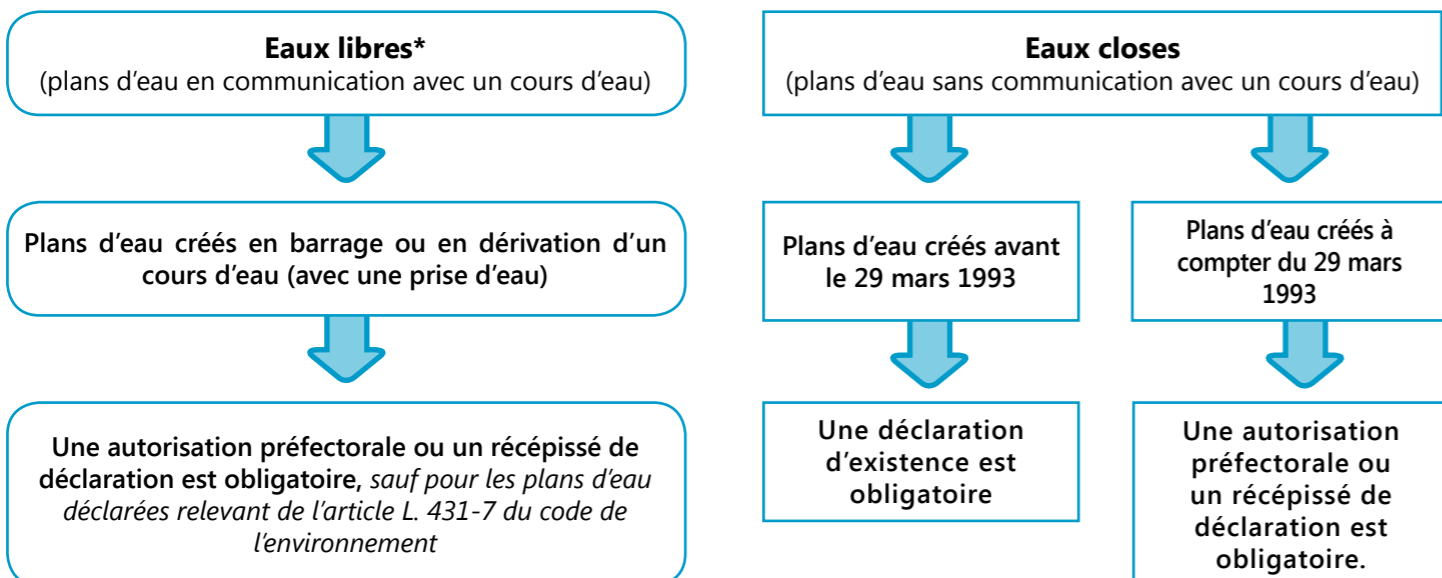 Eaux libres*
(plans d'eau en communication avec un cours d'eau)
Plans d'eau créés en barrage ou en dérivation d'un
cours d'eau (avec une prise d'eau)
Une autorisation préfectorale ou un récépissé de
déclaration est obligatoire, sauf pour les plans d'eau
déclarées relevant de l'article L. 431-7 du code de
l'environnement
Eaux closes
(plans d'eau sans communication avec un cours d'eau)
Plans d'eau créés avant
le 29 mars 1993
Une déclaration
d'existence est
obligatoire
Plans d'eau créés à
compter du 29 mars
1993
Une autorisation
préfectorale ou
un récépissé de
déclaration est
obligatoire.